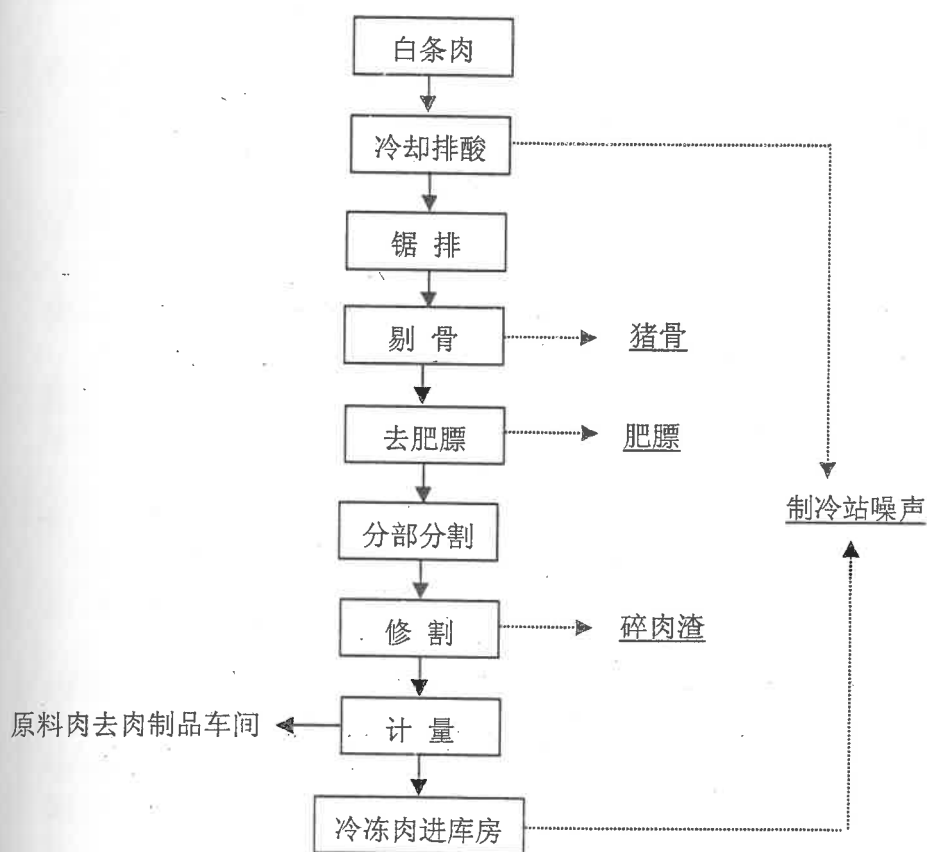 白条肉
冷却排酸
锯 排
剔 骨
猪骨
去肥膘
肥膘
分部分割
制冷站噪声
修 割
碎肉渣
计 量
原料肉去肉制品车间
冷冻肉进库房